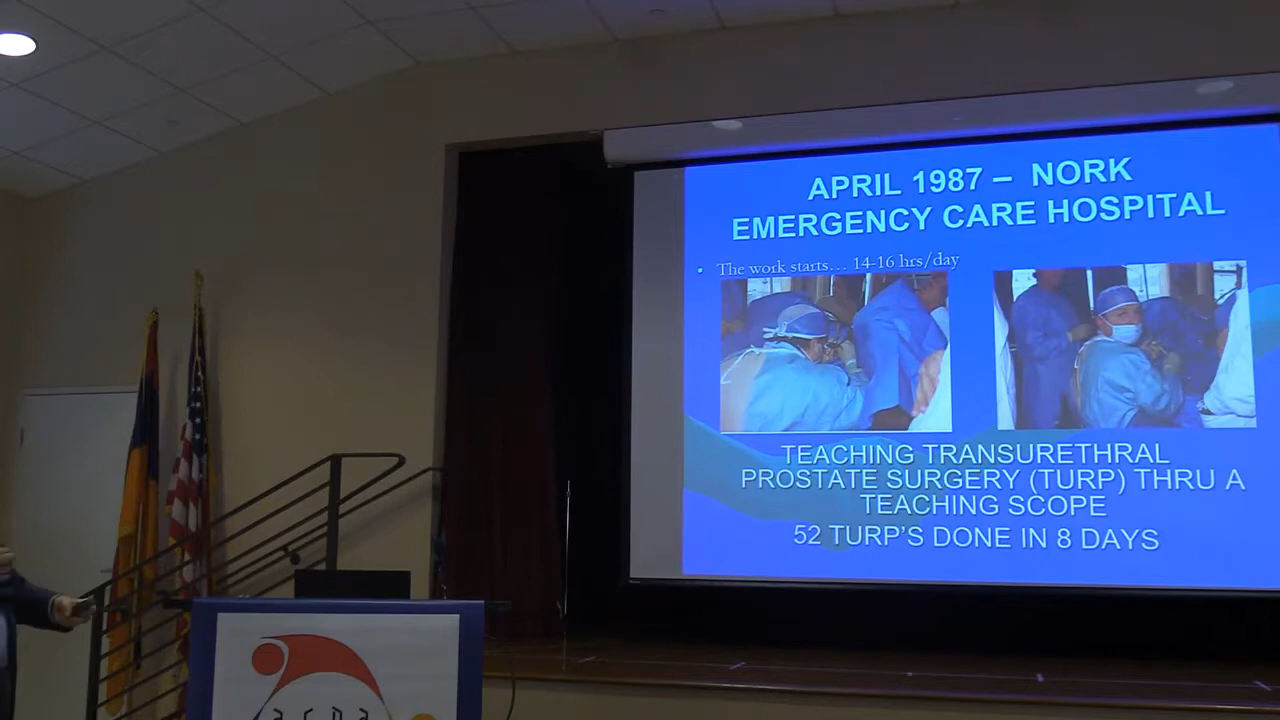 APRIL 1987 – NORK
EMERGENCY CARE HOSPITAL
The work starts… 14-16 hrs/day
TEACHING TRANSURETHRAL
PROSTATE SURGERY (TURP) THRU A
TEACHING SCOPE
52 TURP'S DONE IN 8 DAYS